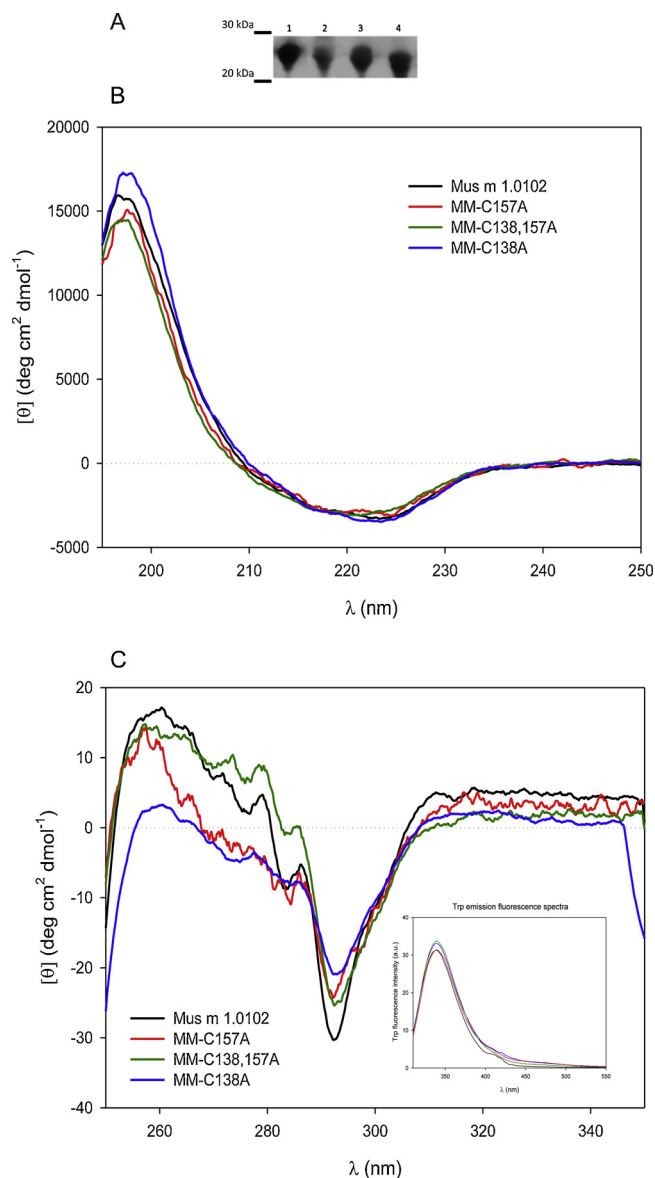 A
30 kDa
1 2 3 4
20 kDa
B
20000
15000
10000
5000
0
-5000
[θ] (deg cm² dmol⁻¹)
Mus m 1.0102
MM-C157A
MM-C138,157A
MM-C138A
200 210 220 230 240 250
λ (nm)
C
20
10
0
-10
-20
-30
-40
[θ] (deg cm² dmol⁻¹)
Mus m 1.0102
MM-C157A
MM-C138,157A
MM-C138A
Trp emission fluorescence spectra
40
30
20
10
0
Trp fluorescence intensity (a.u.)
350 400 450 500 550
λ (nm)
260 280 300 320 340
λ (nm)